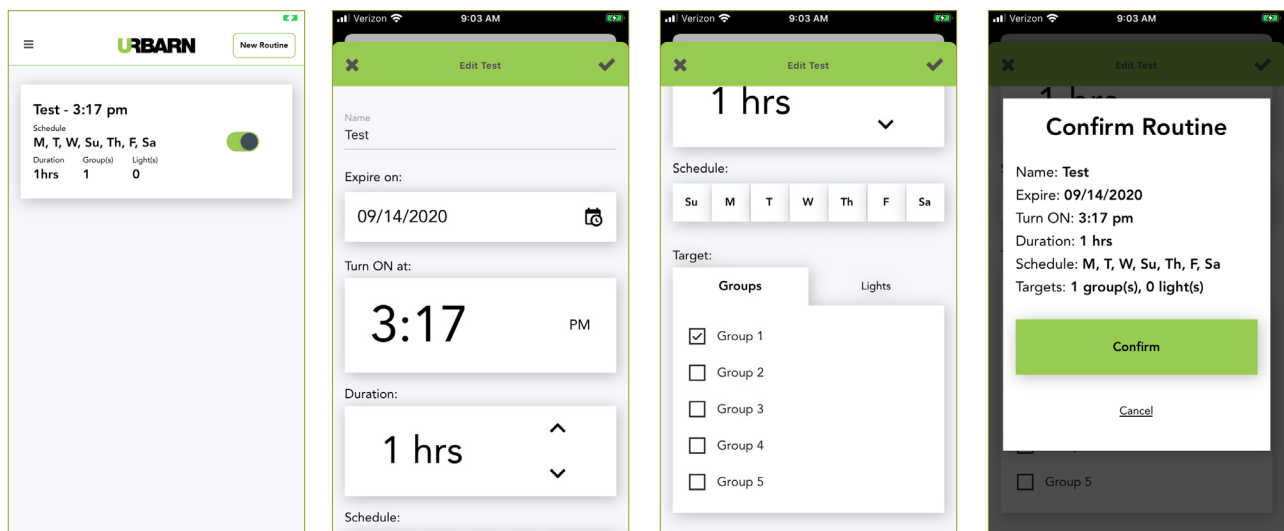 URBARN
New Routine
Test - 3:17 pm
Schedule
M, T, W, Su, Th, F, Sa
Duration Group(s) Light(s)
1hrs 1 0
Verizon 9:03 AM
Edit Test
Name
Test
Expire on:
09/14/2020
Turn ON at:
3:17 PM
Duration:
1 hrs
Schedule:
Verizon 9:03 AM
Edit Test
1 hrs
Schedule:
Su M T W Th F Sa
Target:
Groups Lights
Group 1
Group 2
Group 3
Group 4
Group 5
Verizon 9:03 AM
Edit Test
1 hrs
Confirm Routine
Name: Test
Expire: 09/14/2020
Turn ON: 3:17 pm
Duration: 1 hrs
Schedule: M, T, W, Su, Th, F, Sa
Targets: 1 group(s), 0 light(s)
Confirm
Cancel
Group 5